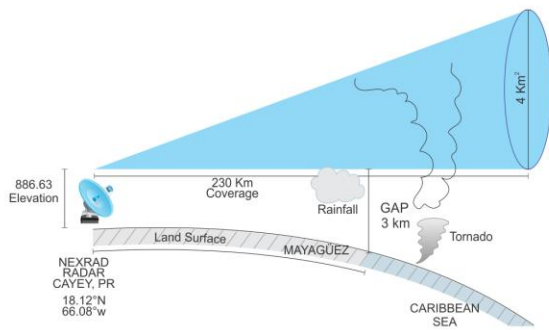 4 Km²
886.63
Elevation
230 Km
Coverage
Rainfall
GAP
3 km
Tornado
Land Surface
MAYAGÜEZ
NEXRAD
RADAR
CAYEY, PR
18.12°N
66.08°w
CARIBBEAN
SEA